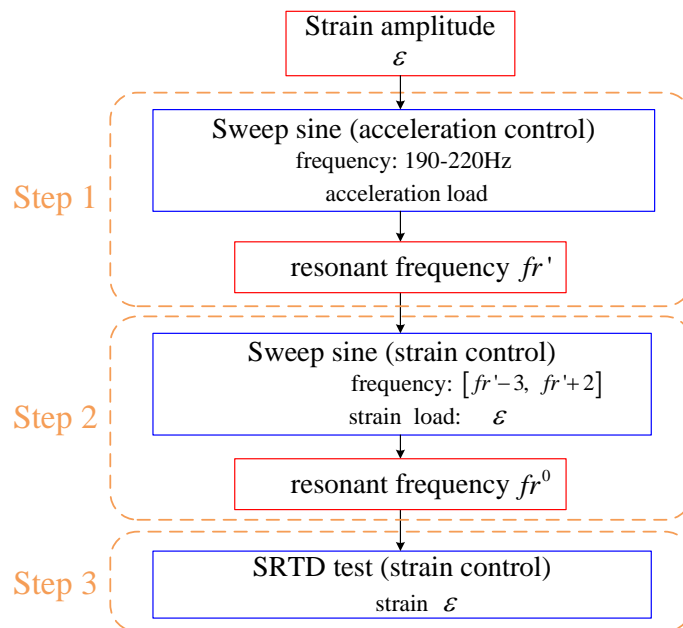 Strain amplitude
ε
Step 1
Sweep sine (acceleration control)
frequency: 190-220Hz
acceleration load
resonant frequency fr'
Step 2
Sweep sine (strain control)
frequency: [fr'−3, fr'+2]
strain load: ε
resonant frequency fr⁰
Step 3
SRTD test (strain control)
strain ε